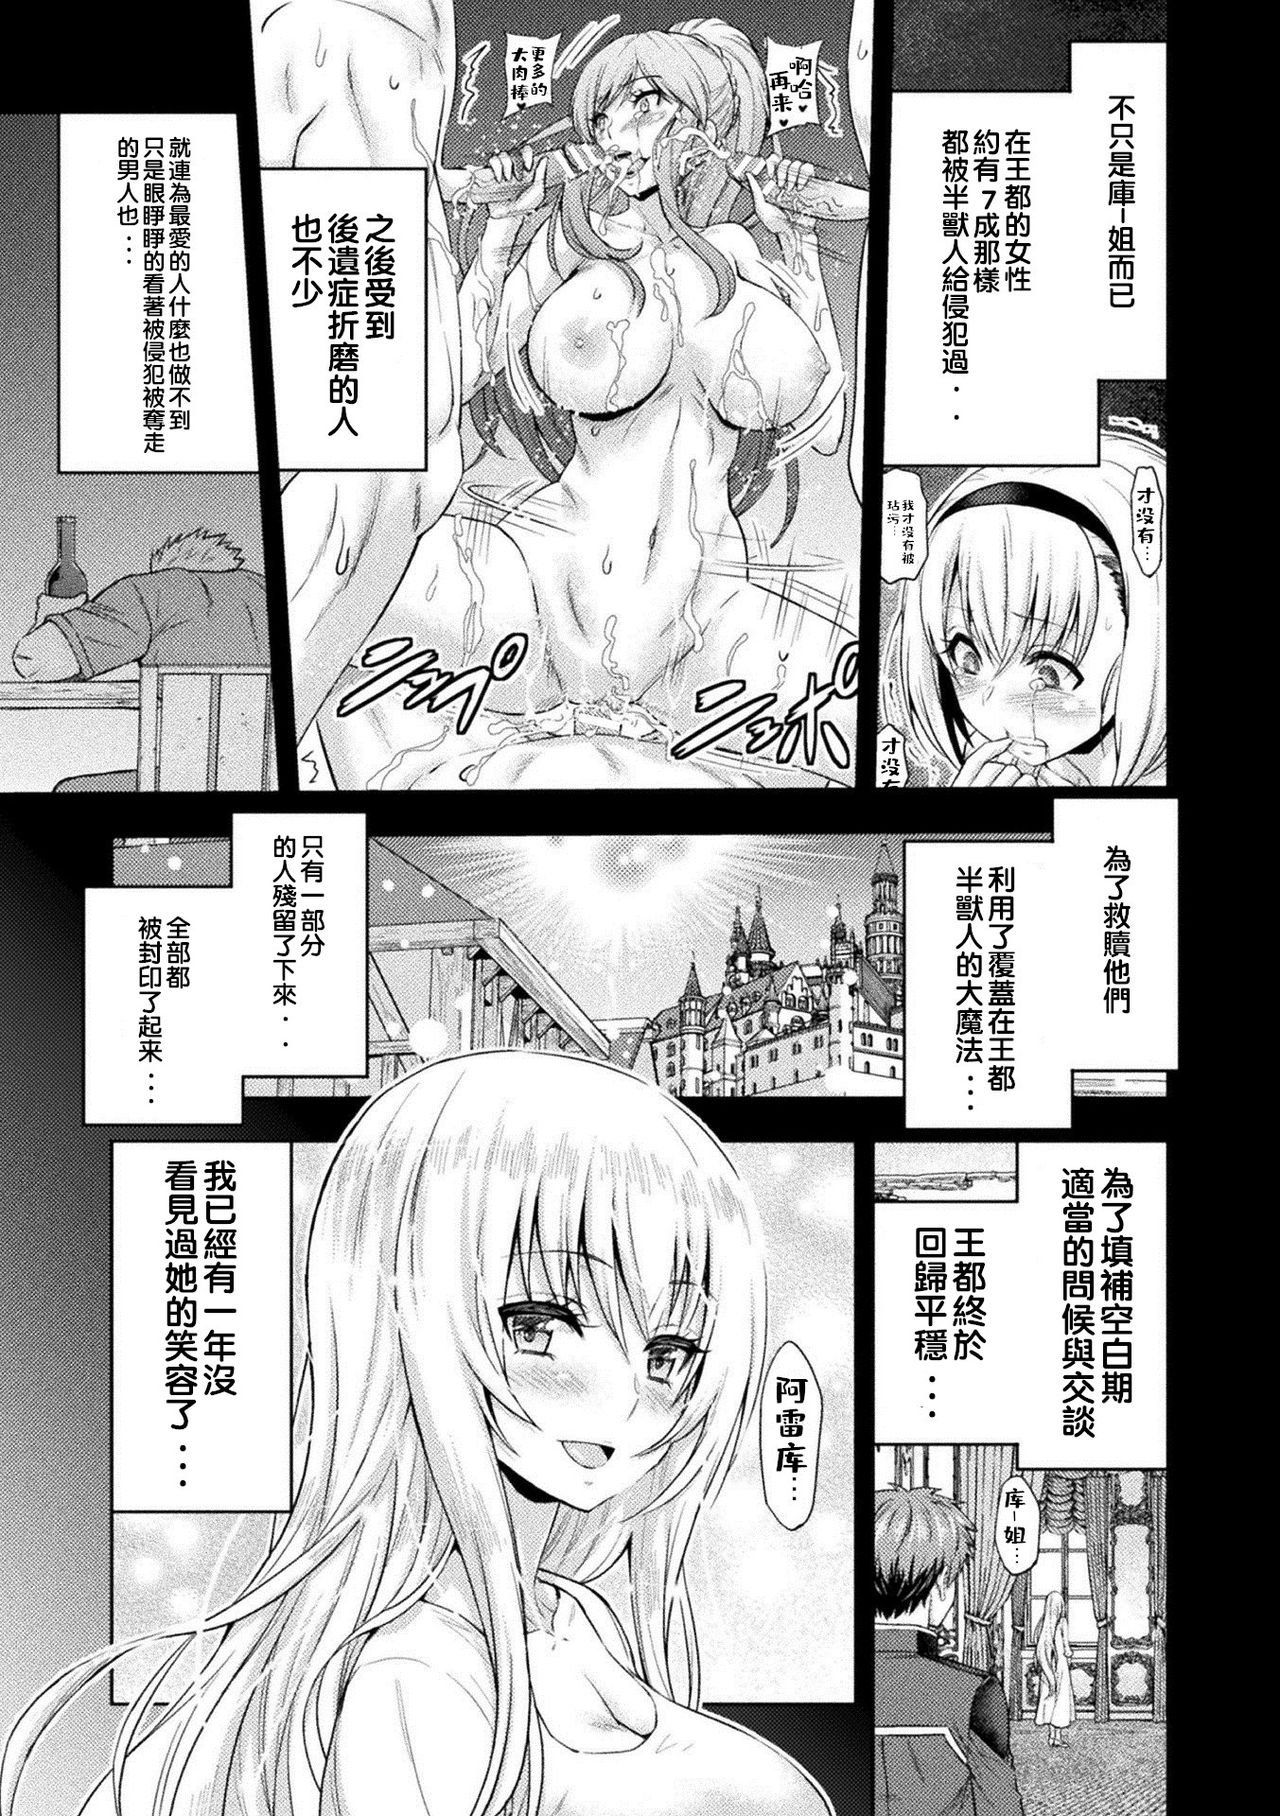 不只是庫-姐而已
在王都的女性
約有7成那樣
都被半獸人給侵犯過..
才没有…
我才没有被
玷污…
才没有
啊哈♥
再来♥
更多的
大肉棒♥
ニュポ
ニップ
之後受到
後遺症折磨的人
也不少
就連為最愛的人什麼也做不到
只是眼睜睜的看著被侵犯被奪走
的男人也...
為了救贖他們
利用了覆蓋在王都
半獸人的大魔法...
只有一部分
的人殘留了下來..
全部都
被封印了起来...
為了填補空白期
適當的問候與交談
王都終於
回歸平穩...
库-姐…
阿雷库…
我已經有一年沒
看見過她的笑容了...